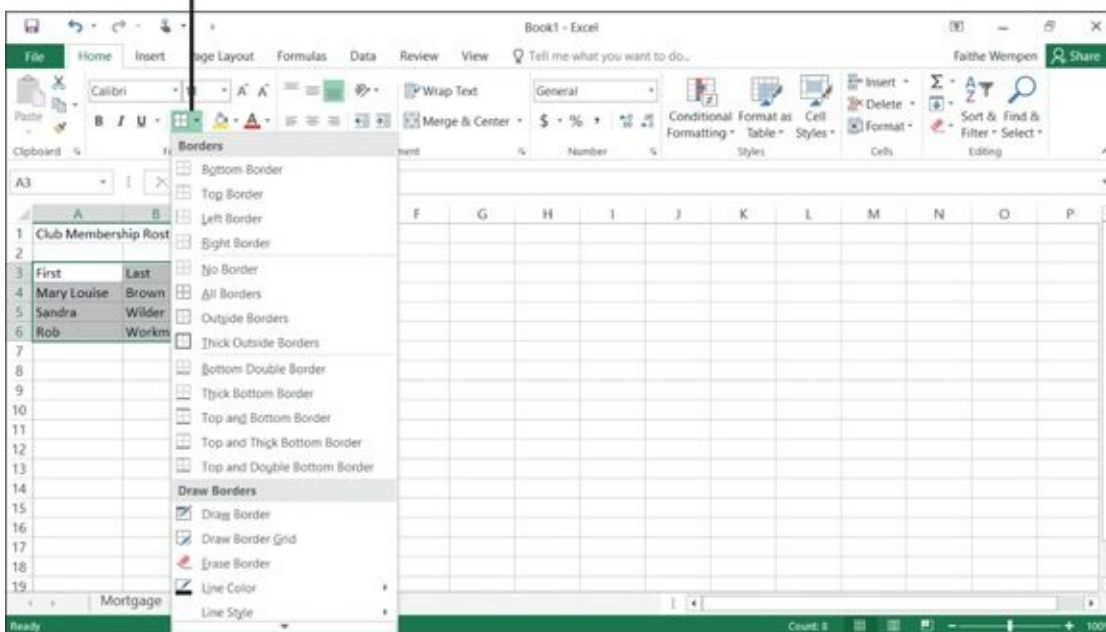 Book1 - Excel
File Home Insert Page Layout Formulas Data Review View Tell me what you want to do... Faithe Wempen Share
Paste Calibri Wrap Text General Conditional Formatting Format as Table Cell Styles Insert Sort & Filter Find & Select
B I U A Merge & Center $ % , Delete
Format
Clipboard Number Styles Cells Editing
A3
A B F G H I J K L M N O P
1 Club Membership Rost
2
3 First Last
4 Mary Louise Brown
5 Sandra Wilder
6 Rob Workm
7
8
9
10
11
12
13
14
15
16
17
18
19
Borders
Bottom Border
Top Border
Left Border
Right Border
No Border
All Borders
Outside Borders
Thick Outside Borders
Bottom Double Border
Thick Bottom Border
Top and Bottom Border
Top and Thick Bottom Border
Top and Double Bottom Border
Draw Borders
Draw Border
Draw Border Grid
Erase Border
Line Color
Line Style
Mortgage
Ready Count: 8 100